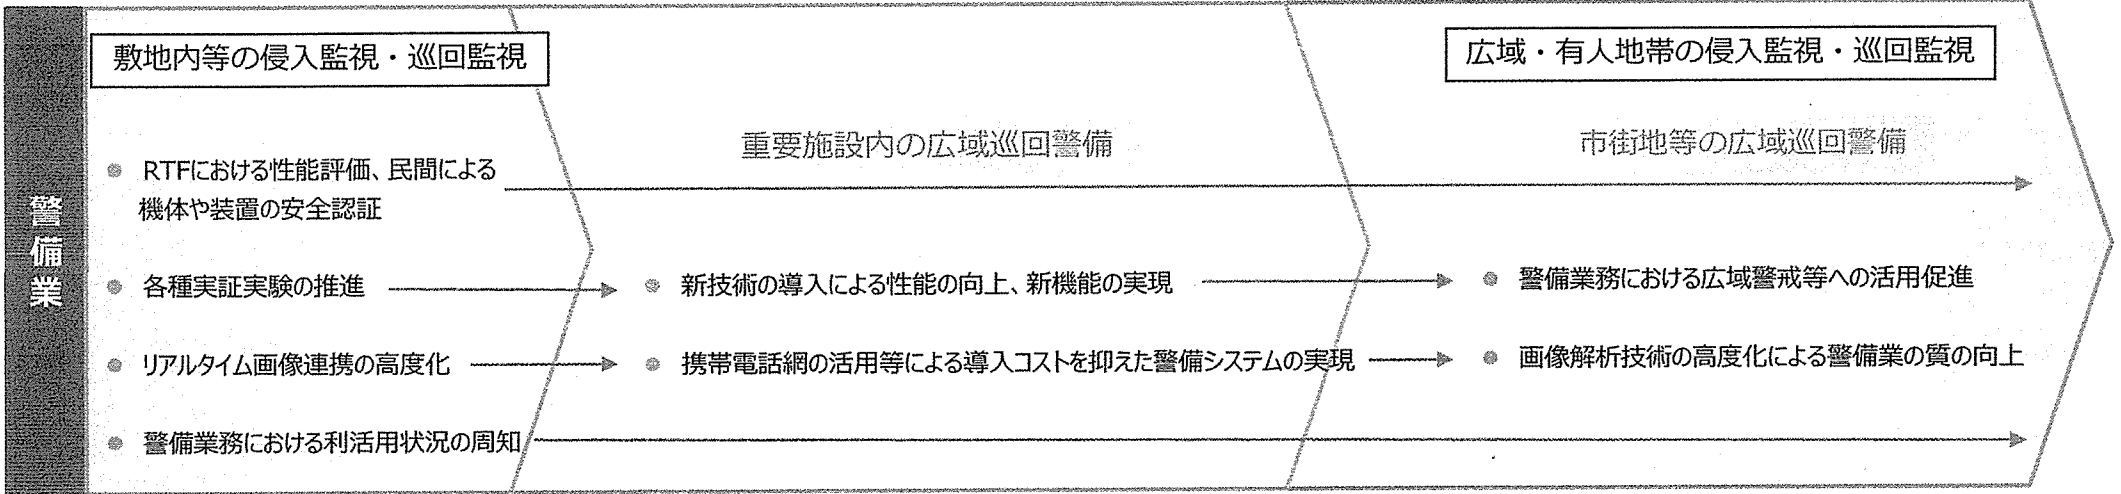 警備業
敷地内等の侵入監視・巡回監視
広域・有人地帯の侵入監視・巡回監視
重要施設内の広域巡回警備
市街地等の広域巡回警備
RTFにおける性能評価、民間による
機体や装置の安全認証
各種実証実験の推進
新技術の導入による性能の向上、新機能の実現
警備業務における広域警戒等への活用促進
リアルタイム画像連携の高度化
携帯電話網の活用等による導入コストを抑えた警備システムの実現
画像解析技術の高度化による警備業の質の向上
警備業務における利活用状況の周知